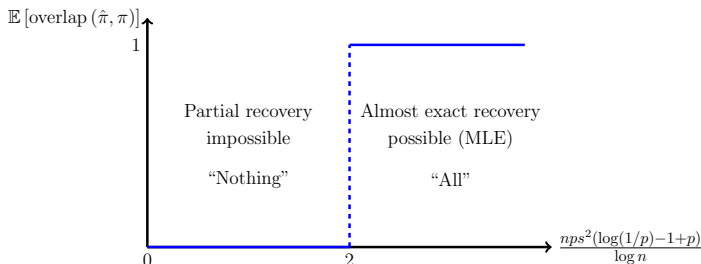 𝔼 [overlap (π̂, π)]
1
Partial recovery
impossible
“Nothing”
Almost exact recovery
possible (MLE)
“All”
0
2
nps²(log(1/p)−1+p)
log n